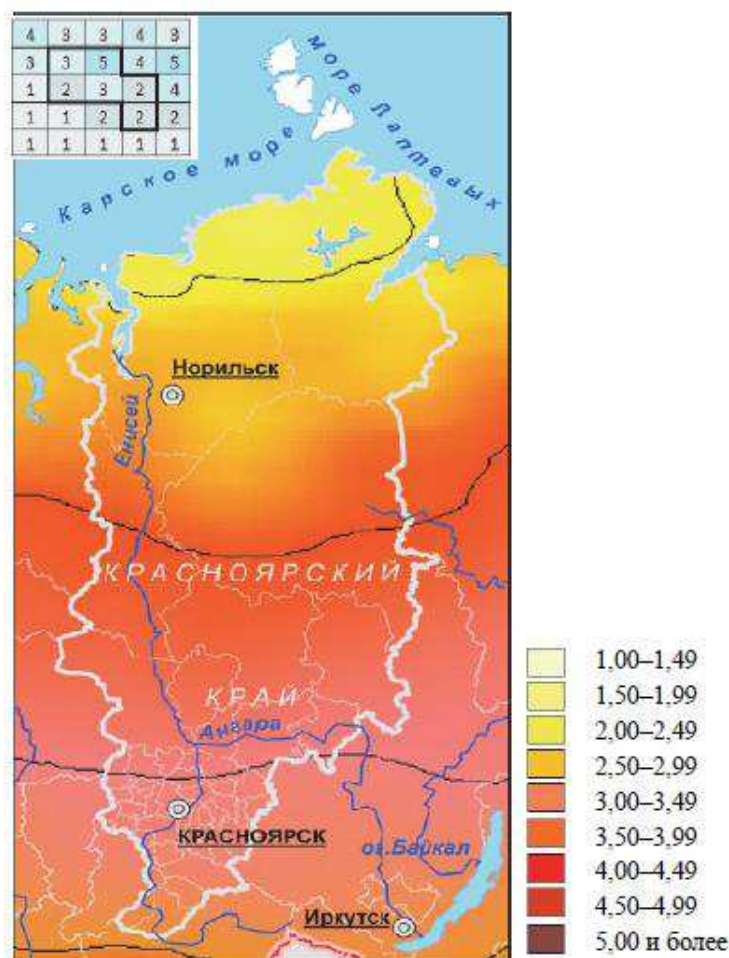 4 3 3 4 3
3 3 5 4 5
1 2 3 2 4
1 1 2 2 2
1 1 1 1 1
море Лаптевых
Карское море
Норильск
Енисей
КРАСНОЯРСКИЙ
КРАЙ
Ангара
КРАСНОЯРСК
оз.Байкал
Иркутск
1,00–1,49
1,50–1,99
2,00–2,49
2,50–2,99
3,00–3,49
3,50–3,99
4,00–4,49
4,50–4,99
5,00 и более